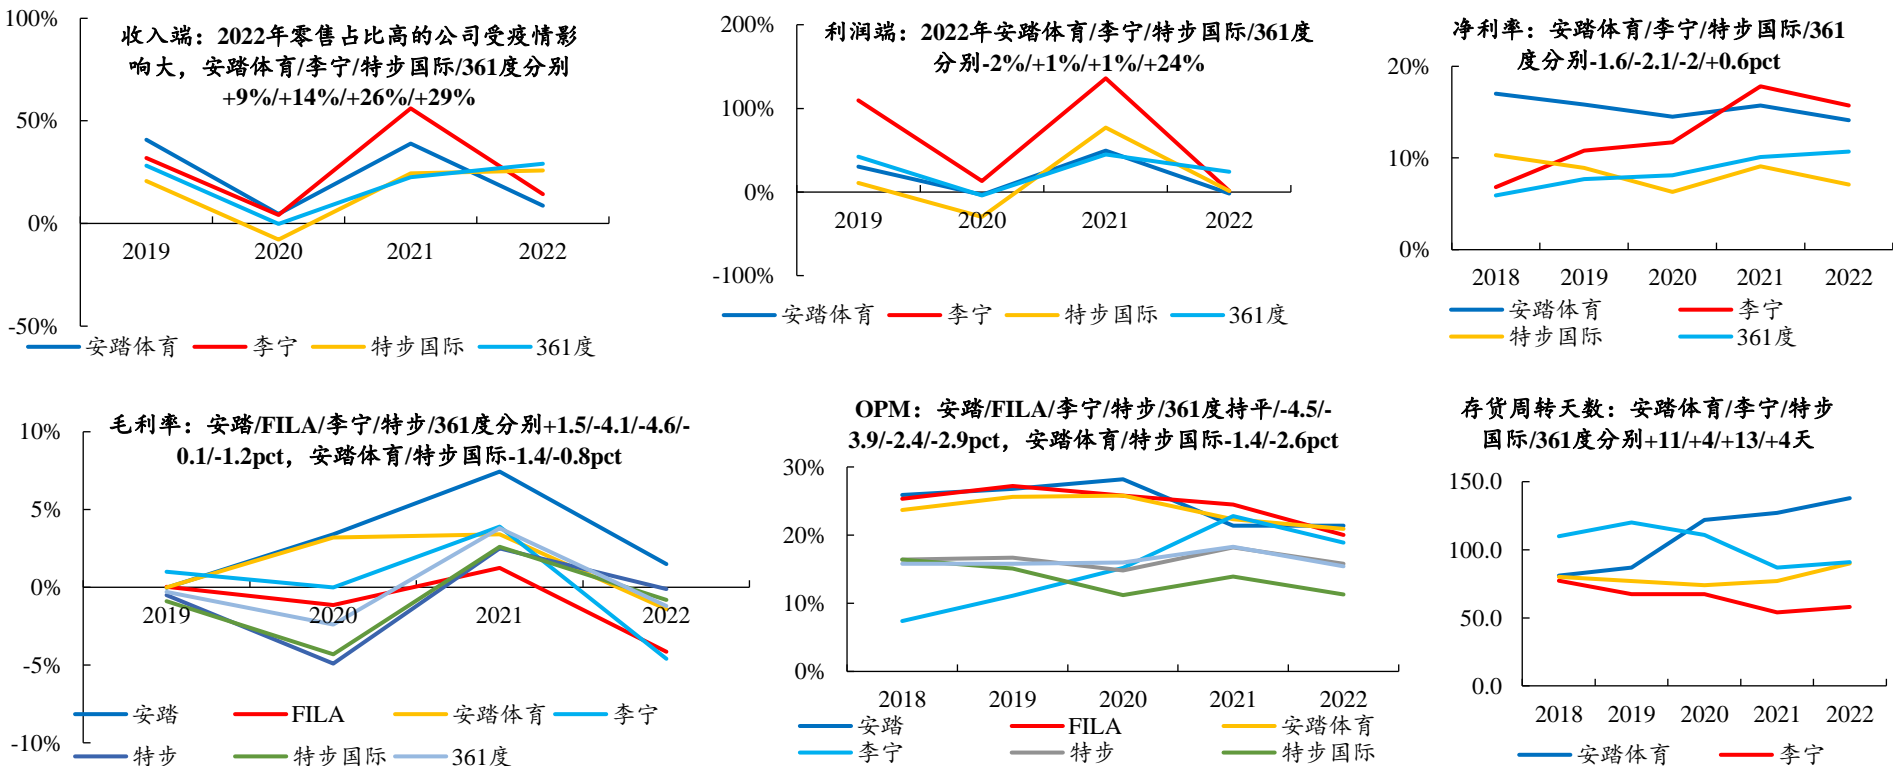 收入端：2022年零售占比高的公司受疫情影
响大，安踏体育/李宁/特步国际/361度分别
+9%/+14%/+26%/+29%
100%
50%
0%
-50%
2019
2020
2021
2022
安踏体育
李宁
特步国际
361度
利润端：2022年安踏体育/李宁/特步国际/361度
分别-2%/+1%/+1%/+24%
200%
100%
0%
-100%
2019
2020
2021
2022
安踏体育
李宁
特步国际
361度
净利率：安踏体育/李宁/特步国际/361
度分别-1.6/-2.1/-2/+0.6pct
20%
10%
0%
2018
2019
2020
2021
2022
安踏体育
李宁
特步国际
361度
毛利率：安踏/FILA/李宁/特步/361度分别+1.5/-4.1/-4.6/-
0.1/-1.2pct，安踏体育/特步国际-1.4/-0.8pct
10%
5%
0%
-5%
-10%
2019
2020
2021
2022
安踏
FILA
安踏体育
李宁
特步
特步国际
361度
OPM：安踏/FILA/李宁/特步/361度持平/-4.5/-
3.9/-2.4/-2.9pct，安踏体育/特步国际-1.4/-2.6pct
30%
20%
10%
0%
2018
2019
2020
2021
2022
安踏
FILA
安踏体育
李宁
特步
特步国际
存货周转天数：安踏体育/李宁/特步
国际/361度分别+11/+4/+13/+4天
150.0
100.0
50.0
0.0
2018
2019
2020
2021
2022
安踏体育
李宁